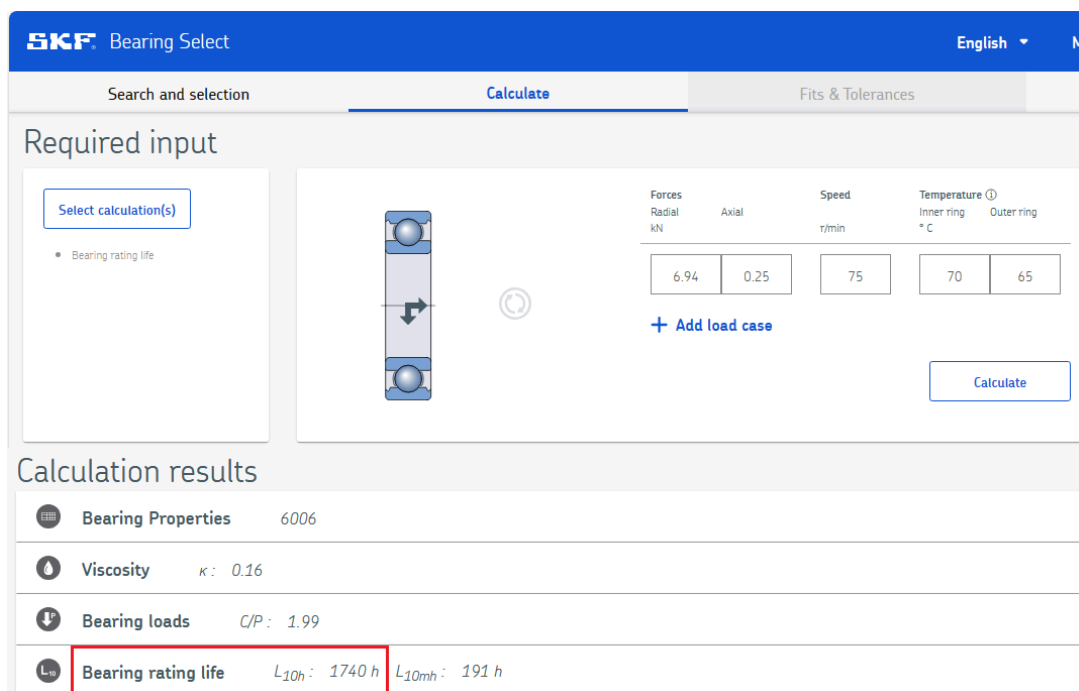 SKF. Bearing Select English
Search and selection Calculate Fits & Tolerances
Required input
Select calculation(s)
• Bearing rating life
Forces Speed Temperature
Radial Axial Inner ring Outer ring
kN r/min ° C
6.94 0.25 75 70 65
+ Add load case
Calculate
Calculation results
Bearing Properties 6006
Viscosity κ : 0.16
P
Bearing loads C/P : 1.99
L10 Bearing rating life L10h : 1740 h L10mh : 191 h